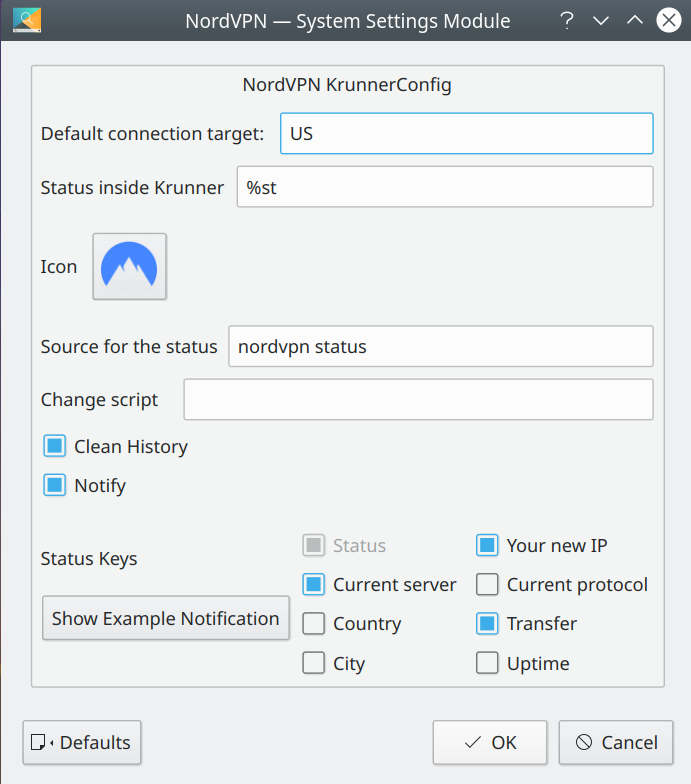 NordVPN — System Settings Module
NordVPN KrunnerConfig
Default connection target: US
Status inside Krunner %st
Icon
Source for the status nordvpn status
Change script
Clean History
Notify
Status Keys
Status
Your new IP
Current server
Current protocol
Show Example Notification
Country
Transfer
City
Uptime
Defaults
OK
Cancel